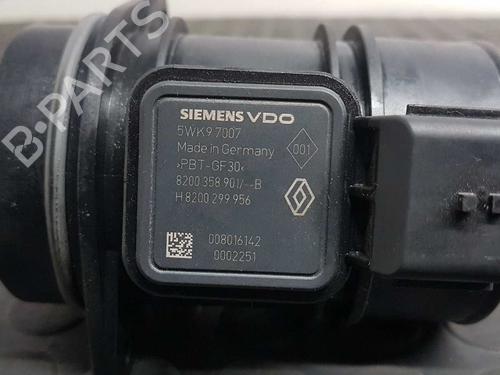 SIEMENS VDO
5WK9 7007
Made in Germany
001
>PBT-GF30<
8200 358 901/--B
H 8200 299 956
008016142
0002251
B-PARTS